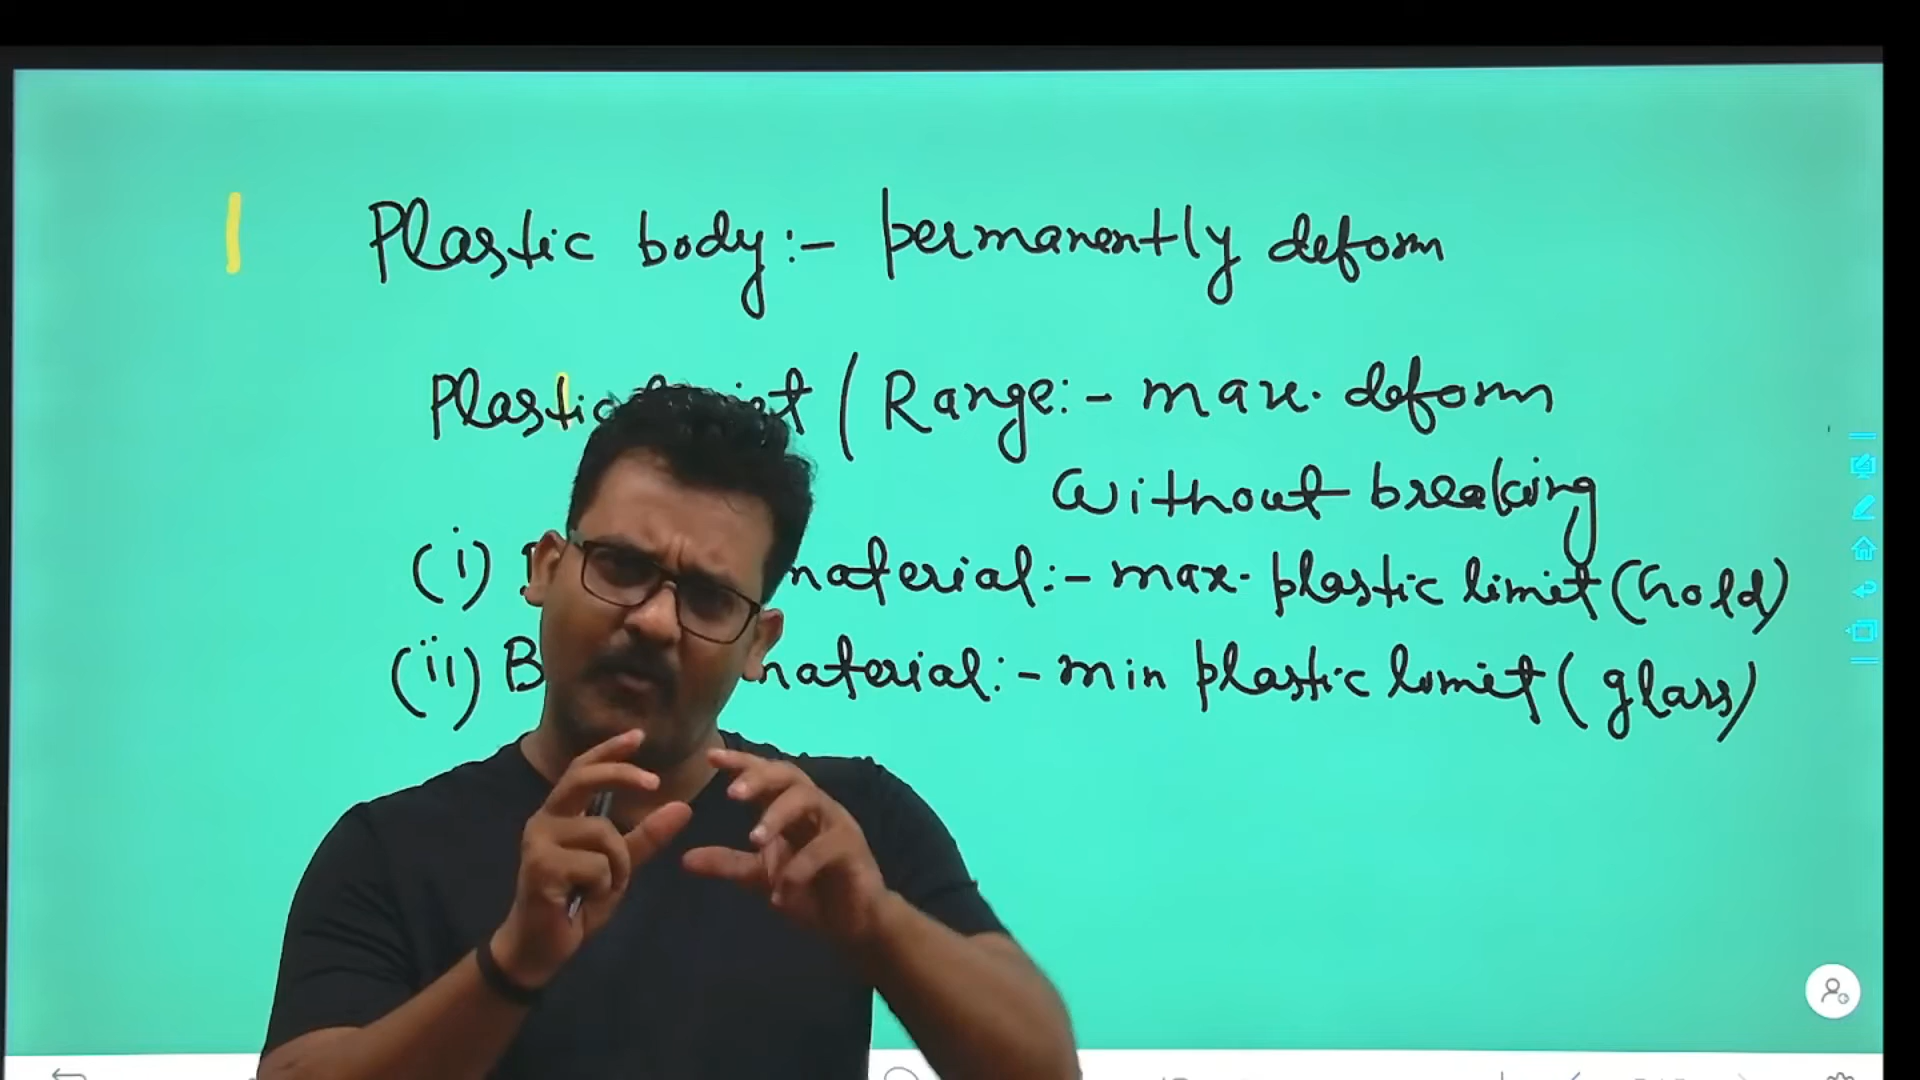 Plastic body:- permanently deform
Plastic / Range:- max. deform
without breaking
(i) material:- max. plastic limit (Gold)
(ii) material:- min plastic limit (glass)